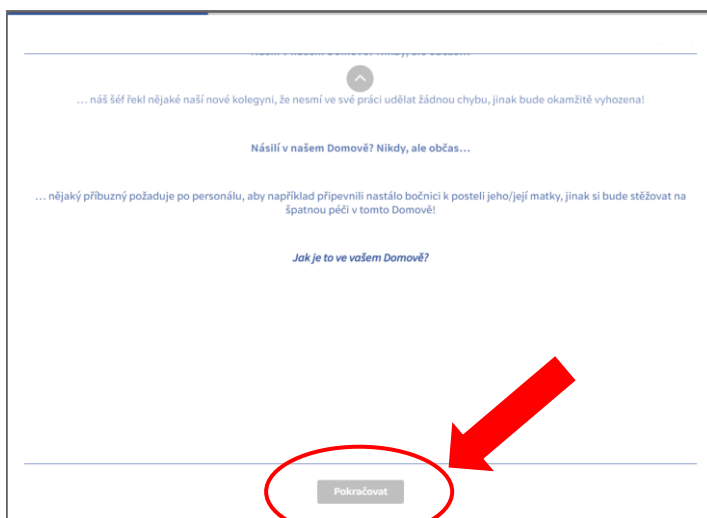 … náš šéf řekl nějaké naší nové kolegyni, že nesmí ve své práci udělat žádnou chybu, jinak bude okamžitě vyhozena!
Násilí v našem Domově? Nikdy, ale občas…
… nějaký příbuzný požaduje po personálu, aby například připevnili nastálo bočnici k posteli jeho/její matky, jinak si bude stěžovat na
špatnou péči v tomto Domově!
Jak je to ve vašem Domově?
Pokračovat